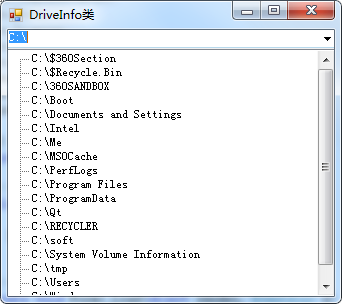 DriveInfo类
C:\
C:\$360Section
C:\$Recycle.Bin
C:\360SANDBOX
C:\Boot
C:\Documents and Settings
C:\Intel
C:\Me
C:\MSOCache
C:\PerfLogs
C:\Program Files
C:\ProgramData
C:\Qt
C:\RECYCLER
C:\soft
C:\System Volume Information
C:\tmp
C:\Users